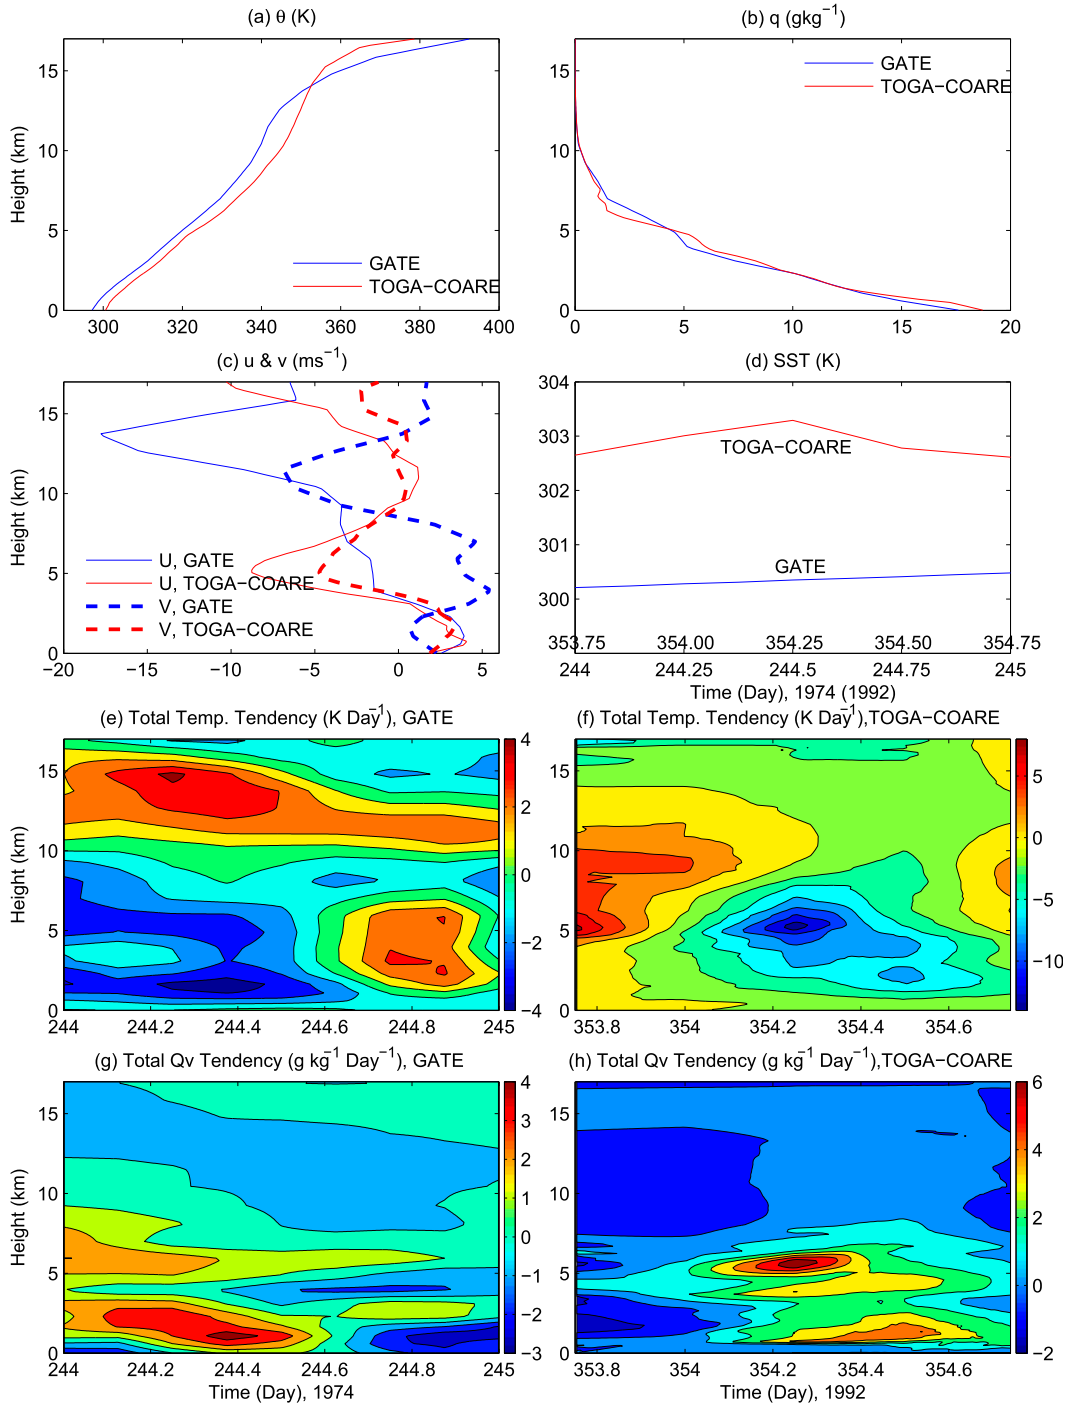 (a) θ (K)
Height (km)
15
10
5
0
300 320 340 360 380 400
GATE
TOGA−COARE
(b) q (gkg−1)
15
10
5
0
0 5 10 15 20
GATE
TOGA−COARE
(c) u & v (ms−1)
Height (km)
15
10
5
0
−20 −15 −10 −5 0 5
U, GATE
U, TOGA−COARE
V, GATE
V, TOGA−COARE
(d) SST (K)
304
303
302
301
300
TOGA−COARE
GATE
353.75 354.00 354.25 354.50 354.75
244 244.25 244.5 244.75 245
Time (Day), 1974 (1992)
(e) Total Temp. Tendency (K Day−1), GATE
Height (km)
15
10
5
0
244 244.2 244.4 244.6 244.8 245
4
2
0
−2
−4
(f) Total Temp. Tendency (K Day−1),TOGA−COARE
15
10
5
0
353.8 354 354.2 354.4 354.6
5
0
−5
−10
(g) Total Qv Tendency (g kg−1 Day−1), GATE
Height (km)
15
10
5
0
244 244.2 244.4 244.6 244.8 245
Time (Day), 1974
4
3
2
1
0
−1
−2
−3
(h) Total Qv Tendency (g kg−1 Day−1),TOGA−COARE
15
10
5
0
353.8 354 354.2 354.4 354.6
Time (Day), 1992
6
4
2
0
−2